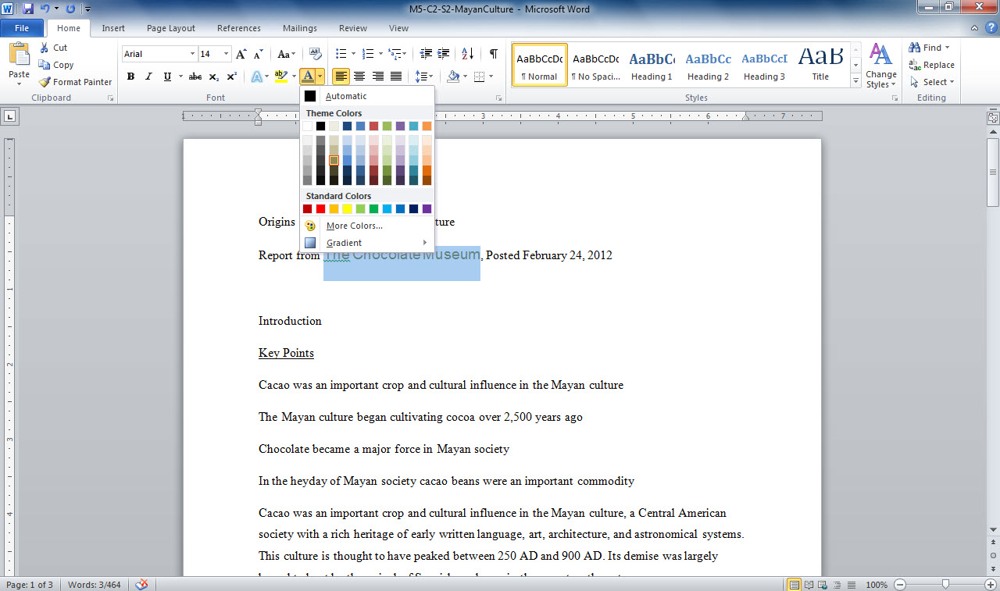 M5-C2-S2-MayanCulture - Microsoft Word
File Home Insert Page Layout References Mailings Review View
Paste
Cut
Copy
Format Painter
Clipboard
Arial 14
Font
AaBbCcDc AaBbCcDc AaBbCc AaBbCc AaBbCcI AaB
¶ Normal ¶ No Spaci... Heading 1 Heading 2 Heading 3 Title
Change Styles
Styles
Find
Replace
Select
Editing
Automatic
Theme Colors
Standard Colors
More Colors...
Gradient
3 4 5 6 7
Origins ture
Report from The Chocolate Museum, Posted February 24, 2012
Introduction
Key Points
Cacao was an important crop and cultural influence in the Mayan culture
The Mayan culture began cultivating cocoa over 2,500 years ago
Chocolate became a major force in Mayan society
In the heyday of Mayan society cacao beans were an important commodity
Cacao was an important crop and cultural influence in the Mayan culture, a Central American
society with a rich heritage of early written language, art, architecture, and astronomical systems.
This culture is thought to have peaked between 250 AD and 900 AD. Its demise was largely
Page: 1 of 3 Words: 3/464 100%